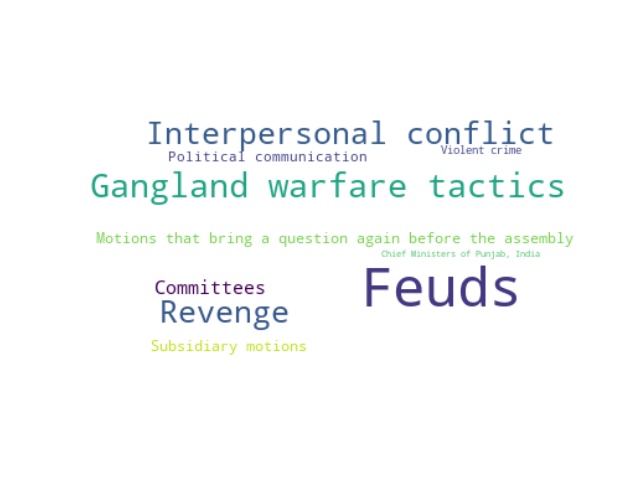 Interpersonal conflict
Political communication
Violent crime
Gangland warfare tactics
Motions that bring a question again before the assembly
Chief Ministers of Punjab, India
Feuds
Committees
Revenge
Subsidiary motions